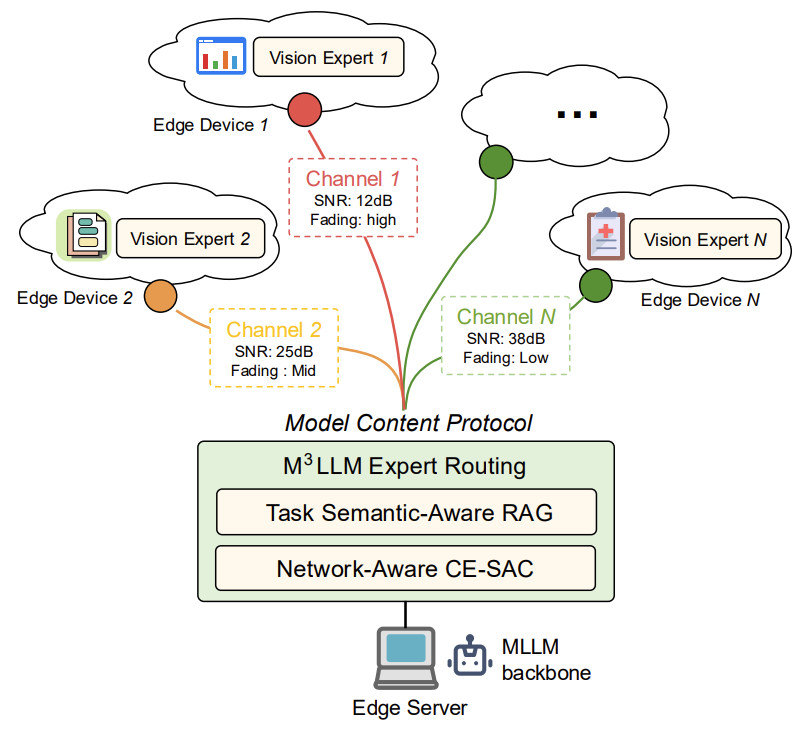 Vision Expert 1
Edge Device 1
...
Channel 1
SNR: 12dB
Fading: high
Vision Expert 2
Edge Device 2
Vision Expert N
Edge Device N
Channel 2
SNR: 25dB
Fading : Mid
Channel N
SNR: 38dB
Fading: Low
Model Content Protocol
M³LLM Expert Routing
Task Semantic-Aware RAG
Network-Aware CE-SAC
MLLM
backbone
Edge Server